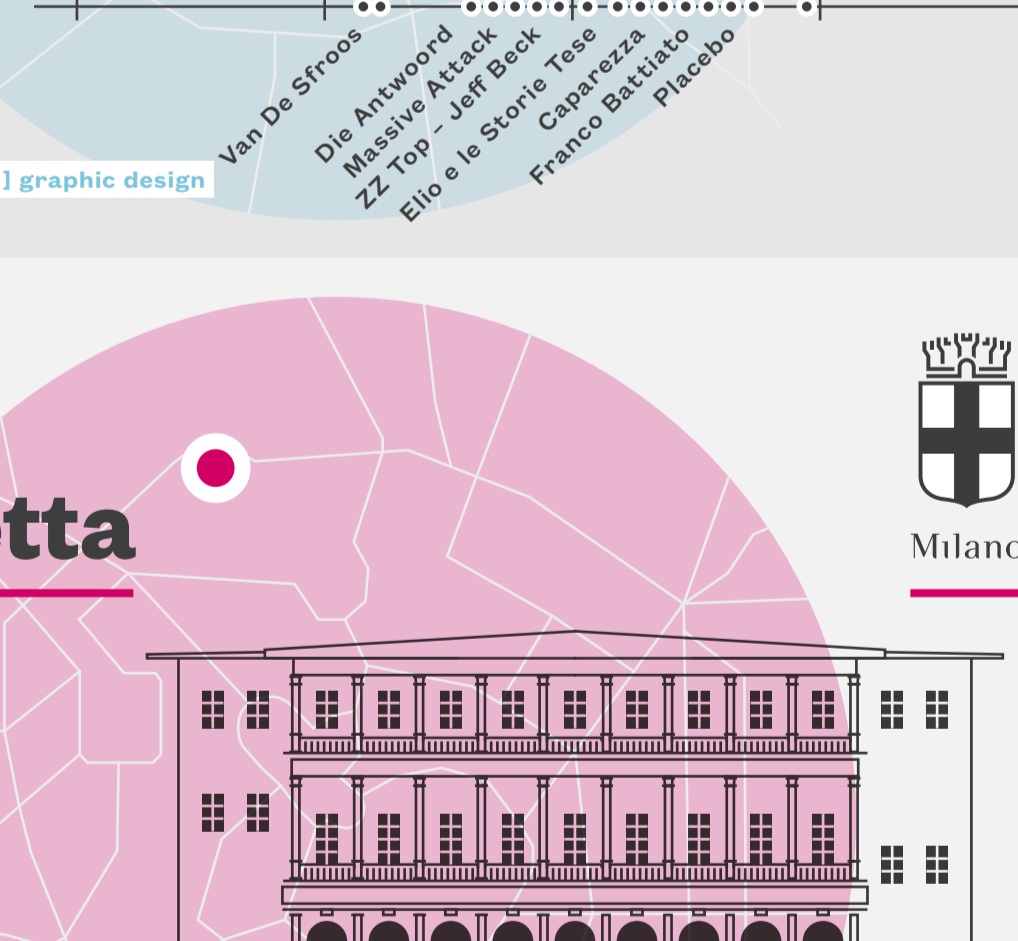 Van De Sfroos
Die Antwoord
Massive Attack
ZZ Top – Jeff Beck
Elio e le Storie Tese
Caparezza
Franco Battiato
Placebo
] graphic design
etta
Milano